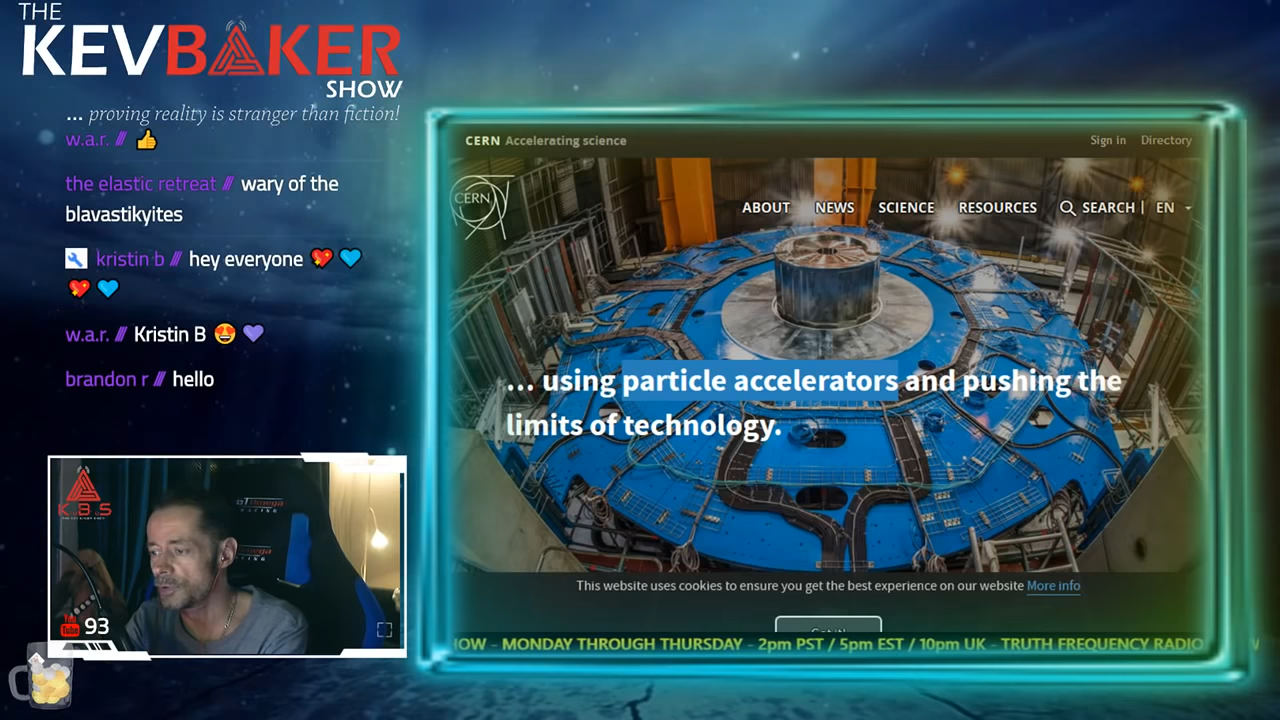 THE
KEVBAKER
SHOW
... proving reality is stranger than fiction!
w.a.r. // 👍
the elastic retreat // wary of the
blavastikyites
kristin b // hey everyone 💖 💙
💖 💙
w.a.r. // Kristin B 😍 💜
brandon r // hello
K.B.S
YouTube 93
CERN Accelerating science
Sign in Directory
CERN
ABOUT NEWS SCIENCE RESOURCES SEARCH | EN
... using particle accelerators and pushing the
limits of technology.
This website uses cookies to ensure you get the best experience on our website More info
HOW - MONDAY THROUGH THURSDAY - 2pm PST / 5pm EST / 10pm UK - TRUTH FREQUENCY RADIO